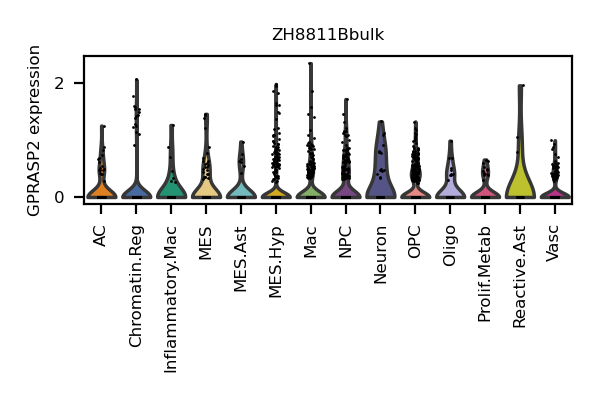 ZH8811Bbulk
GPRASP2 expression
2
0
AC
Chromatin.Reg
Inflammatory.Mac
MES
MES.Ast
MES.Hyp
Mac
NPC
Neuron
OPC
Oligo
Prolif.Metab
Reactive.Ast
Vasc